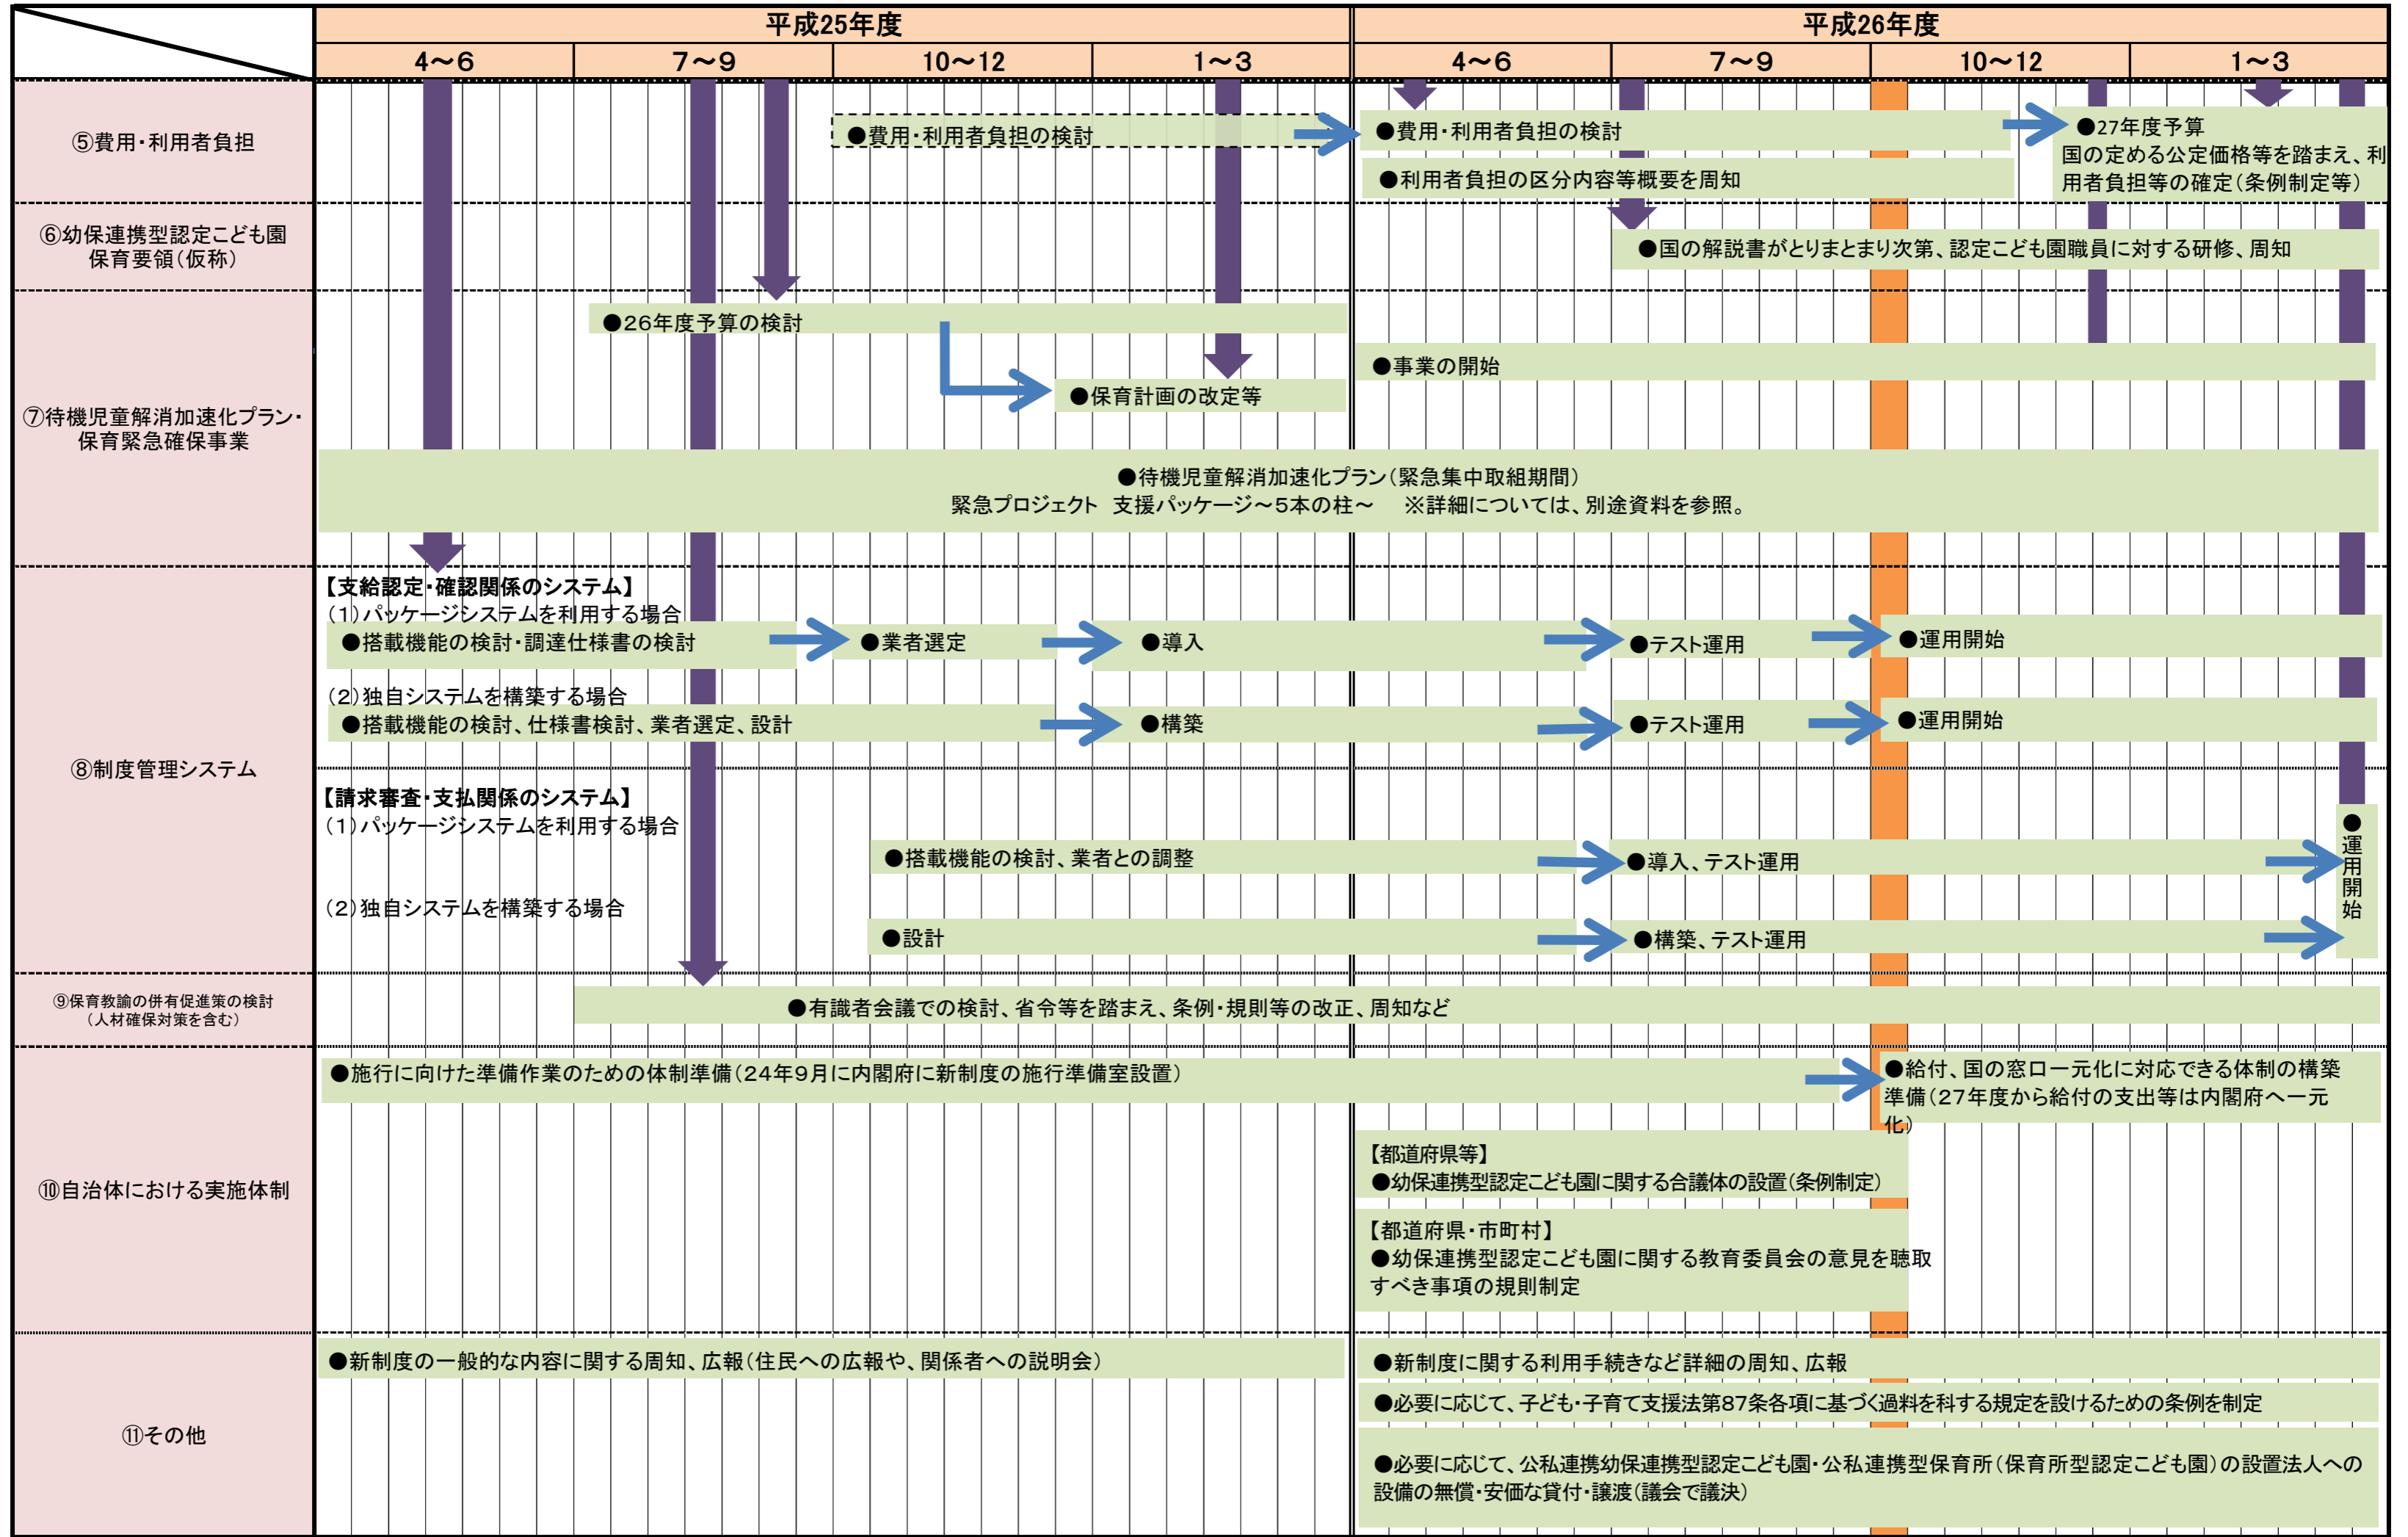 平成25年度
平成26年度
4～6
7～9
10～12
1～3
4～6
7～9
10～12
1～3
⑤費用・利用者負担
●費用・利用者負担の検討
●費用・利用者負担の検討
●利用者負担の区分内容等概要を周知
●27年度予算
国の定める公定価格等を踏まえ、利
用者負担等の確定（条例制定等）
⑥幼保連携型認定こども園
保育要領（仮称）
●国の解説書がとりまとまり次第、認定こども園職員に対する研修、周知
⑦待機児童解消加速化プラン・
保育緊急確保事業
●26年度予算の検討
●保育計画の改定等
●事業の開始
●待機児童解消加速化プラン（緊急集中取組期間）
緊急プロジェクト　支援パッケージ～5本の柱～　※詳細については、別途資料を参照。
⑧制度管理システム
【支給認定・確認関係のシステム】
（1）パッケージシステムを利用する場合
●搭載機能の検討・調達仕様書の検討
●業者選定
●導入
●テスト運用
●運用開始
（2）独自システムを構築する場合
●搭載機能の検討、仕様書検討、業者選定、設計
●構築
●テスト運用
●運用開始
【請求審査・支払関係のシステム】
（1）パッケージシステムを利用する場合
●搭載機能の検討、業者との調整
●導入、テスト運用
●運用開始
（2）独自システムを構築する場合
●設計
●構築、テスト運用
⑨保育教諭の併有促進策の検討
（人材確保対策を含む）
●有識者会議での検討、省令等を踏まえ、条例・規則等の改正、周知など
⑩自治体における実施体制
●施行に向けた準備作業のための体制準備（24年9月に内閣府に新制度の施行準備室設置）
●給付、国の窓口一元化に対応できる体制の構築
準備（27年度から給付の支出等は内閣府へ一元
化）
【都道府県等】
●幼保連携型認定こども園に関する合議体の設置（条例制定）
【都道府県・市町村】
●幼保連携型認定こども園に関する教育委員会の意見を聴取
すべき事項の規則制定
⑪その他
●新制度の一般的な内容に関する周知、広報（住民への広報や、関係者への説明会）
●新制度に関する利用手続きなど詳細の周知、広報
●必要に応じて、子ども・子育て支援法第87条各項に基づく過料を科する規定を設けるための条例を制定
●必要に応じて、公私連携幼保連携型認定こども園・公私連携型保育所（保育所型認定こども園）の設置法人への
設備の無償・安価な貸付・譲渡（議会で議決）